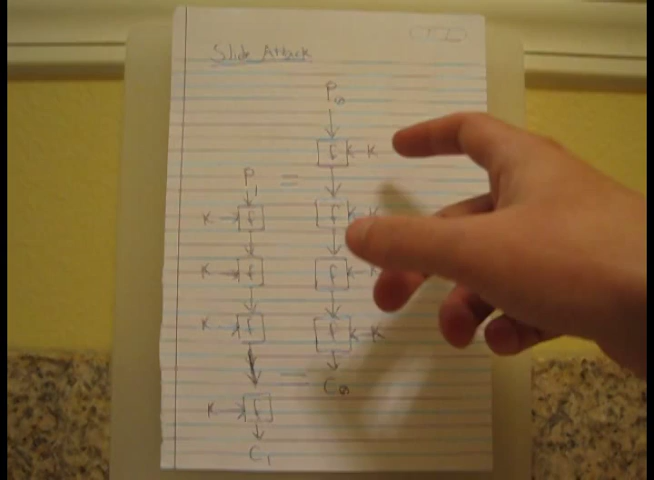 Slide Attack
P0
f K
P1 =
K f f K
K f f K
K f f K
= C0
K f
C1